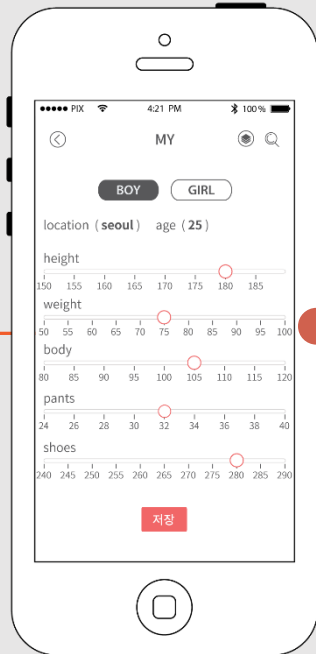 PIX 4:21 PM 100 %
MY
BOY GIRL
location ( seoul ) age ( 25 )
height
150 155 160 165 170 175 180 185
weight
50 55 60 65 70 75 80 85 90 95 100
body
80 85 90 95 100 105 110 115 120
pants
24 26 28 30 32 34 36 38 40
shoes
240 245 250 255 260 265 270 275 280 285 290
저장